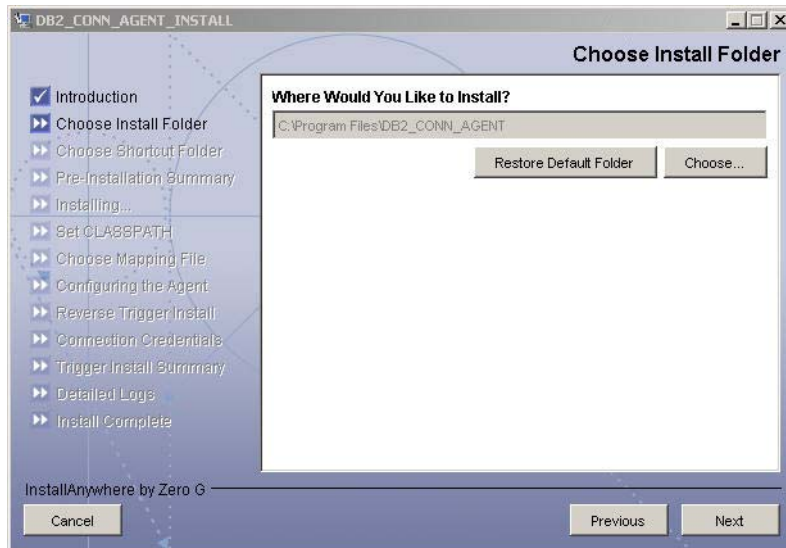 DB2_CONN_AGENT_INSTALL
Choose Install Folder
Introduction
Choose Install Folder
Choose Shortcut Folder
Pre-Installation Summary
Installing...
Set CLASSPATH
Choose Mapping File
Configuring the Agent
Reverse Trigger Install
Connection Credentials
Trigger Install Summary
Detailed Logs
Install Complete
Where Would You Like to Install?
C:\Program Files\DB2_CONN_AGENT
Restore Default Folder
Choose...
InstallAnywhere by Zero G
Cancel
Previous
Next